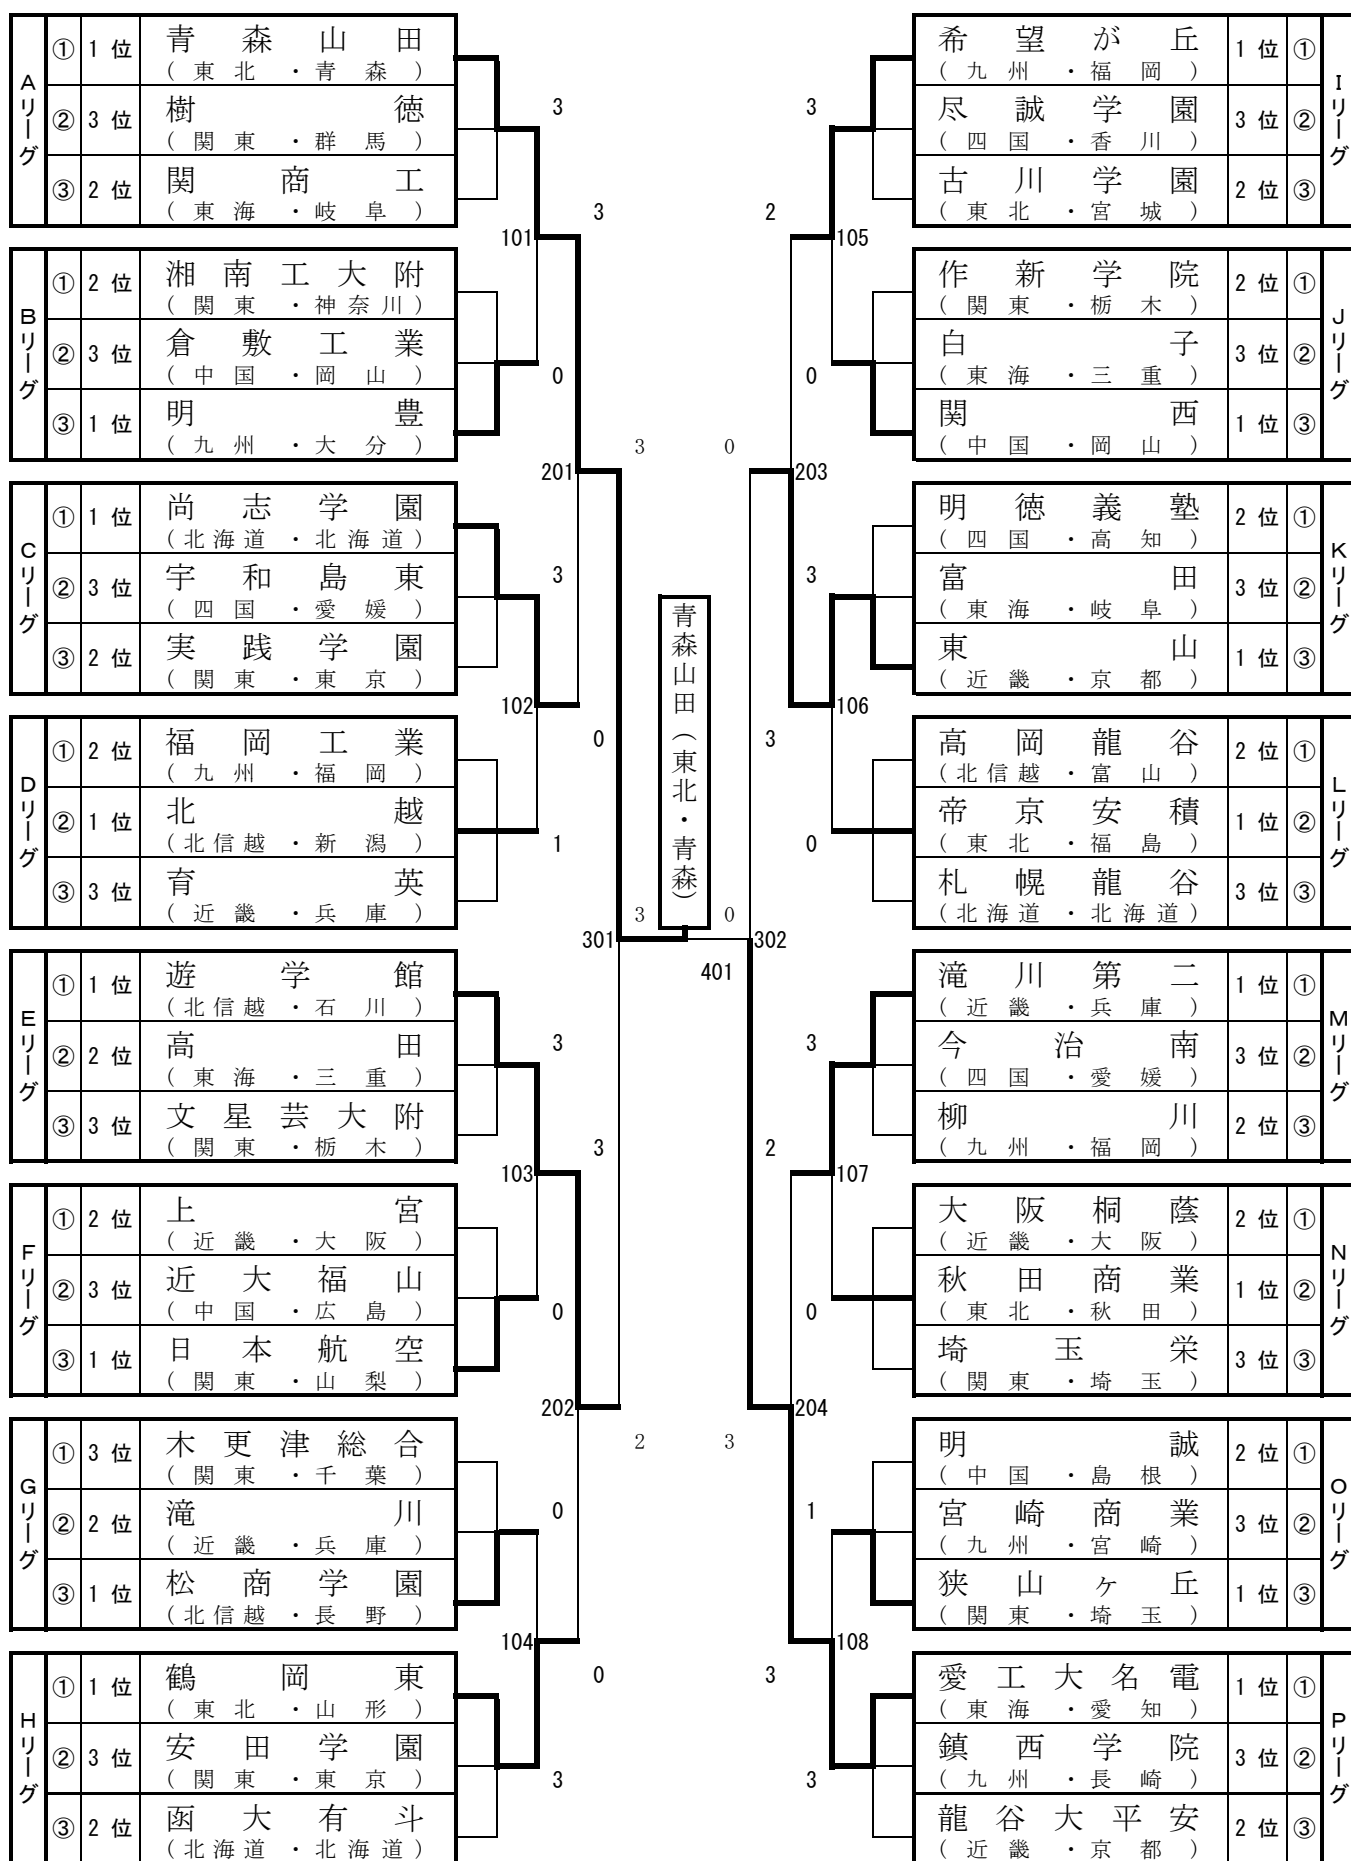 Aリーグ
① 1 位 青森山田
(東北・青森)
② 3 位 樹徳
(関東・群馬)
③ 2 位 関商工
(東海・岐阜)
Bリーグ
① 2 位 湘南工大附
(関東・神奈川)
② 3 位 倉敷工業
(中国・岡山)
③ 1 位 明豊
(九州・大分)
Cリーグ
① 1 位 尚志学園
(北海道・北海道)
② 3 位 宇和島東
(四国・愛媛)
③ 2 位 実践学園
(関東・東京)
Dリーグ
① 2 位 福岡工業
(九州・福岡)
② 1 位 北越
(北信越・新潟)
③ 3 位 育英
(近畿・兵庫)
Eリーグ
① 1 位 遊学館
(北信越・石川)
② 2 位 高田
(東海・三重)
③ 3 位 文星芸大附
(関東・栃木)
Fリーグ
① 2 位 上宮
(近畿・大阪)
② 3 位 近大福山
(中国・広島)
③ 1 位 日本航空
(関東・山梨)
Gリーグ
① 3 位 木更津総合
(関東・千葉)
② 2 位 滝川
(近畿・兵庫)
③ 1 位 松商学園
(北信越・長野)
Hリーグ
① 1 位 鶴岡東
(東北・山形)
② 3 位 安田学園
(関東・東京)
③ 2 位 函大有斗
(北海道・北海道)
3
101
0
3
102
1
3
103
0
0
104
3
3
201
0
3
202
0
3
301
2
青森山田(東北・青森)
3 0
401
0
302
3
2
203
3
2
204
3
3
105
0
3
106
0
3
107
0
1
108
3
希望が丘 1 位 ①
(九州・福岡)
尽誠学園 3 位 ②
(四国・香川)
古川学園 2 位 ③
(東北・宮城)
Iリーグ
作新学院 2 位 ①
(関東・栃木)
白子 3 位 ②
(東海・三重)
関西 1 位 ③
(中国・岡山)
Jリーグ
明徳義塾 2 位 ①
(四国・高知)
富田 3 位 ②
(東海・岐阜)
東山 1 位 ③
(近畿・京都)
Kリーグ
高岡龍谷 2 位 ①
(北信越・富山)
帝京安積 1 位 ②
(東北・福島)
札幌龍谷 3 位 ③
(北海道・北海道)
Lリーグ
滝川第二 1 位 ①
(近畿・兵庫)
今治南 3 位 ②
(四国・愛媛)
柳川 2 位 ③
(九州・福岡)
Mリーグ
大阪桐蔭 2 位 ①
(近畿・大阪)
秋田商業 1 位 ②
(東北・秋田)
埼玉栄 3 位 ③
(関東・埼玉)
Nリーグ
明誠 2 位 ①
(中国・島根)
宮崎商業 3 位 ②
(九州・宮崎)
狭山ヶ丘 1 位 ③
(関東・埼玉)
Oリーグ
愛工大名電 1 位 ①
(東海・愛知)
鎮西学院 3 位 ②
(九州・長崎)
龍谷大平安 2 位 ③
(近畿・京都)
Pリーグ